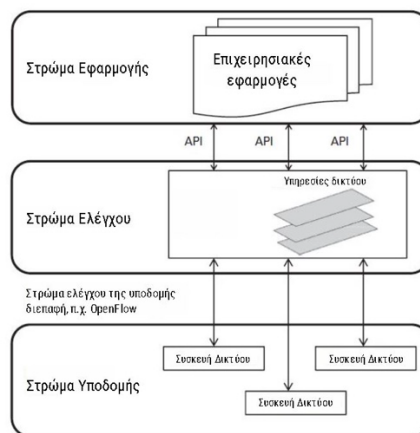 Στρώμα Εφαρμογής
Επιχειρησιακές
εφαρμογές
API
API
API
Υπηρεσίες δικτύου
Στρώμα Ελέγχου
Στρώμα ελέγχου της υποδομής
διεπαφή, π.χ. OpenFlow
Συσκευή Δικτύου
Συσκευή Δικτύου
Στρώμα Υποδομής
Συσκευή Δικτύου